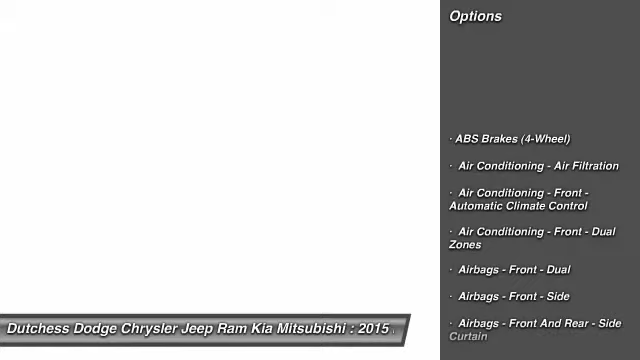 Options
· ABS Brakes (4-Wheel)
· Air Conditioning - Air Filtration
· Air Conditioning - Front -
Automatic Climate Control
· Air Conditioning - Front - Dual
Zones
· Airbags - Front - Dual
· Airbags - Front - Side
· Airbags - Front And Rear - Side
Curtain
Dutchess Dodge Chrysler Jeep Ram Kia Mitsubishi : 2015